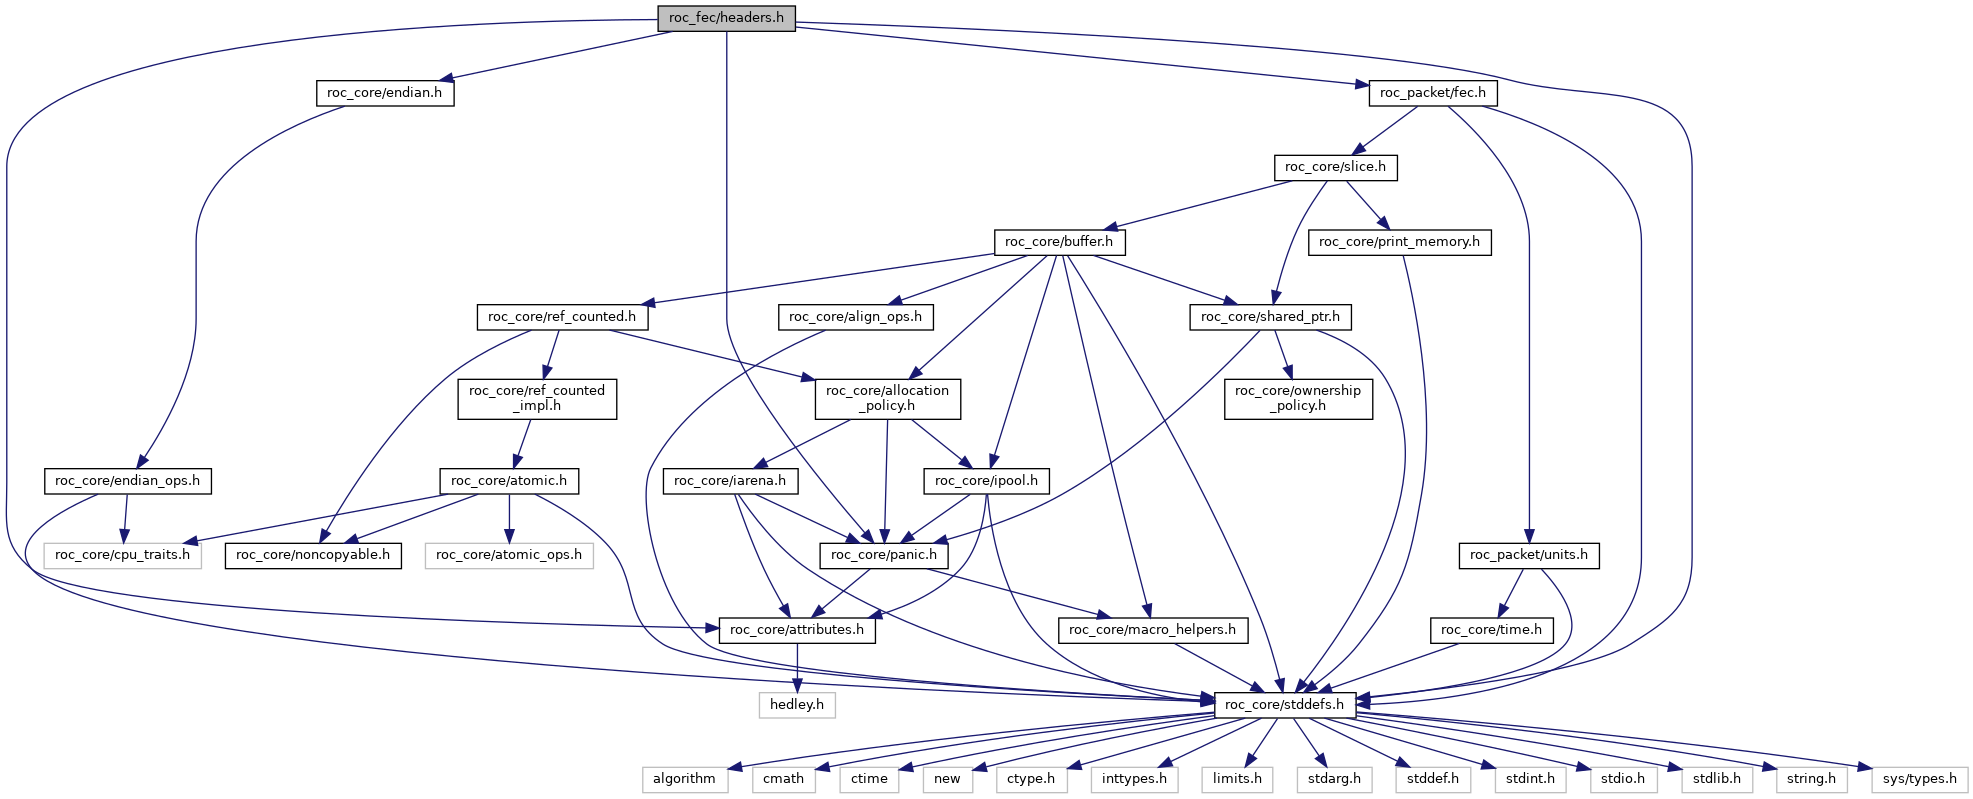 roc_fec/headers.h
roc_core/endian.h
roc_packet/fec.h
roc_core/slice.h
roc_core/buffer.h
roc_core/print_memory.h
roc_core/ref_counted.h
roc_core/align_ops.h
roc_core/shared_ptr.h
roc_core/ref_counted
_impl.h
roc_core/allocation
_policy.h
roc_core/ownership
_policy.h
roc_core/endian_ops.h
roc_core/atomic.h
roc_core/iarena.h
roc_core/ipool.h
roc_core/cpu_traits.h
roc_core/noncopyable.h
roc_core/atomic_ops.h
roc_core/panic.h
roc_packet/units.h
roc_core/attributes.h
roc_core/macro_helpers.h
roc_core/time.h
hedley.h
roc_core/stddefs.h
algorithm
cmath
ctime
new
ctype.h
inttypes.h
limits.h
stdarg.h
stddef.h
stdint.h
stdio.h
stdlib.h
string.h
sys/types.h